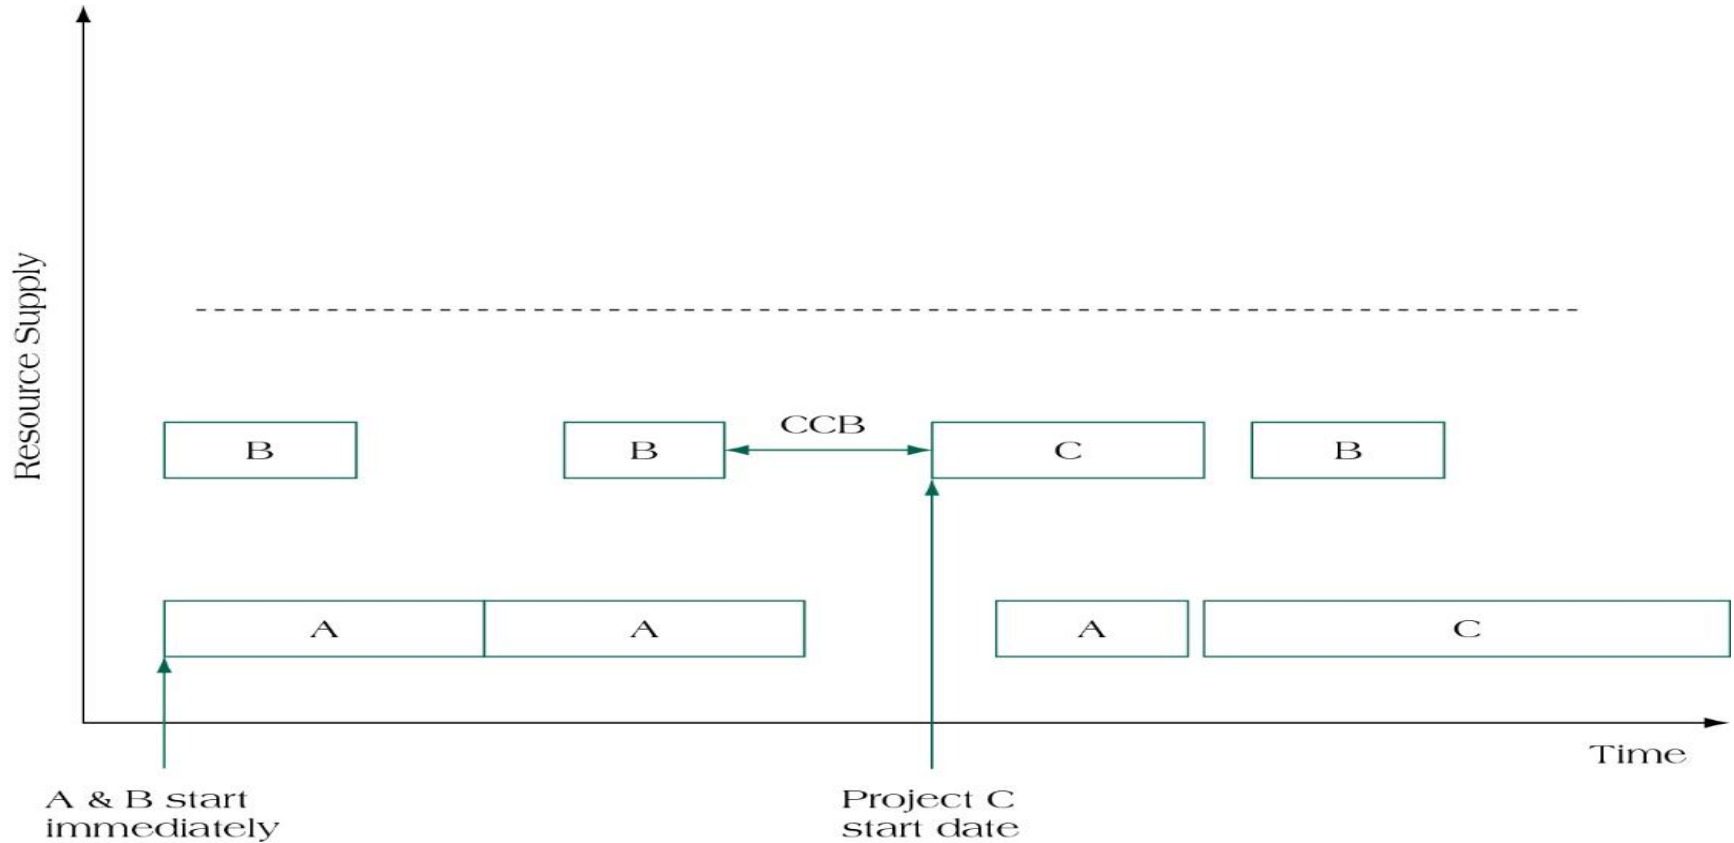 Resource Supply
CCB
B
B
C
B
A
A
A
C
Time
A & B start
immediately
Project C
start date